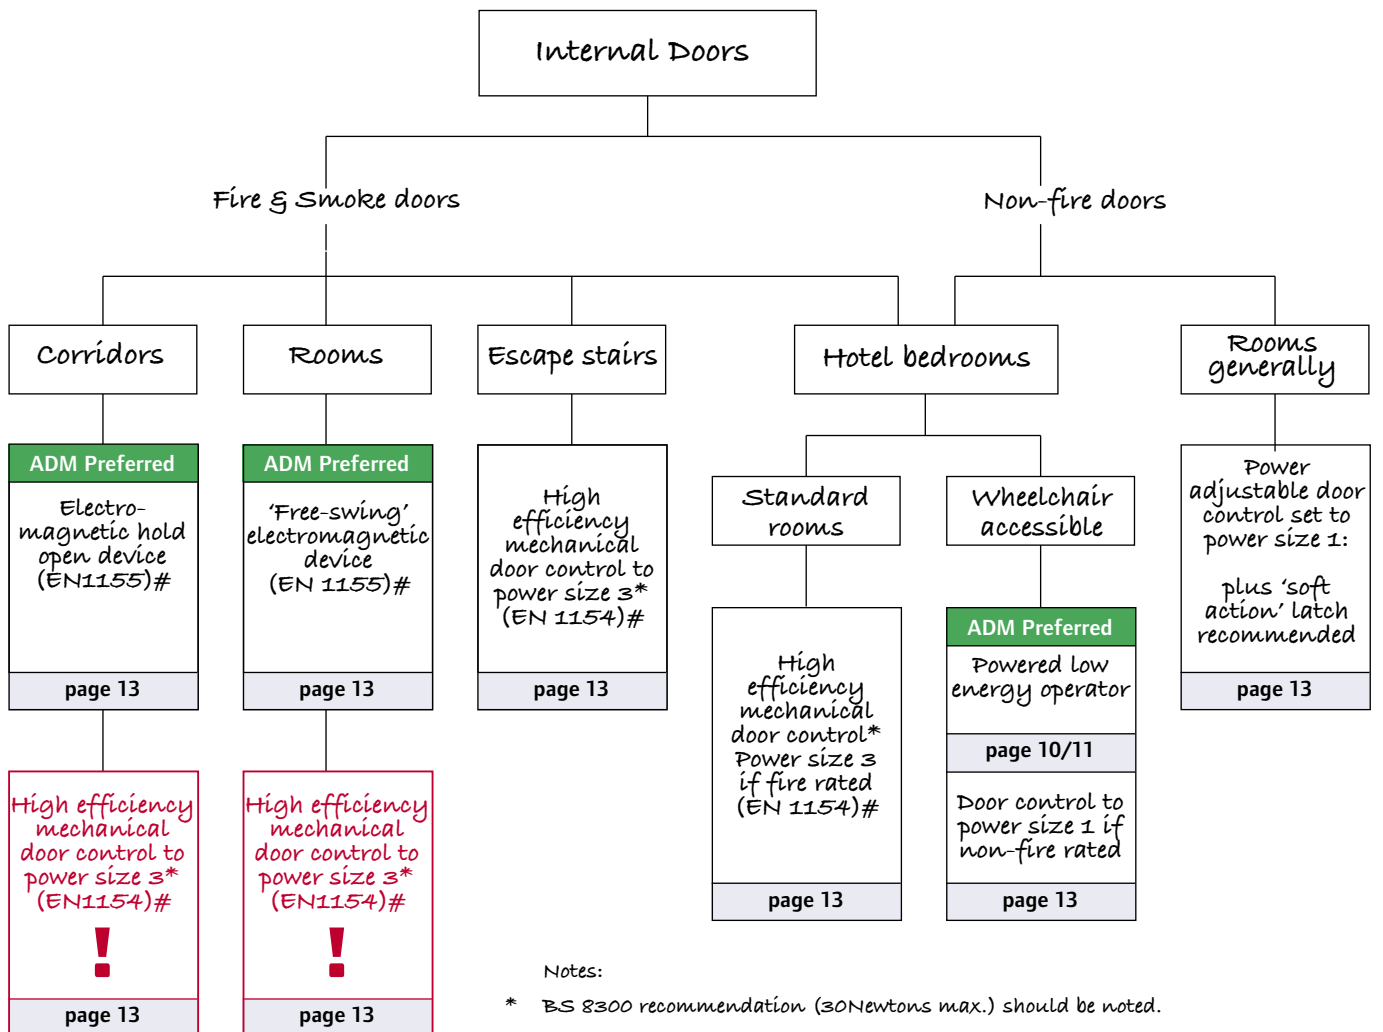 Internal Doors
Fire & Smoke doors
Non-fire doors
Corridors
Rooms
Escape stairs
Hotel bedrooms
Rooms
generally
ADM Preferred
Electro-
magnetic hold
open device
(EN1155)#
page 13
ADM Preferred
‘Free-swing’
electromagnetic
device
(EN 1155)#
page 13
High
efficiency
mechanical
door control to
power size 3*
(EN 1154)#
page 13
Standard
rooms
Wheelchair
accessible
Power
adjustable door
control set to
power size 1:
plus ‘soft
action’ latch
recommended
page 13
High
efficiency
mechanical
door control*
Power size 3
if fire rated
(EN 1154)#
page 13
ADM Preferred
Powered low
energy operator
page 10/11
Door control to
power size 1 if
non-fire rated
page 13
High efficiency
mechanical
door control to
power size 3*
(EN1154)#
!
page 13
High efficiency
mechanical
door control to
power size 3*
(EN1154)#
!
page 13
Notes:
* BS 8300 recommendation (30Newtons max.) should be noted.